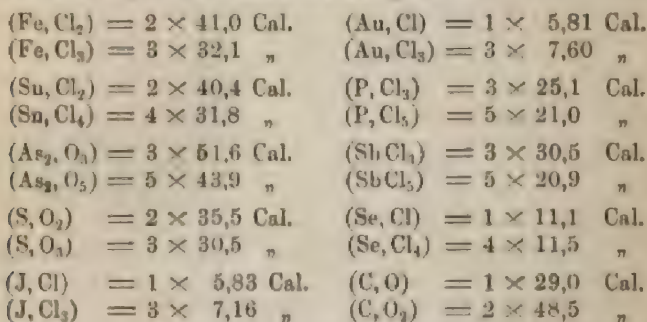 (Fe, Cl₂) = 2 × 41,0 Cal. (Au, Cl) = 1 × 5,81 Cal.
(Fe, Cl₃) = 3 × 32,1 „ (Au, Cl₃) = 3 × 7,60 „
(Su, Cl₂) = 2 × 40,4 Cal. (P, Cl₃) = 3 × 25,1 Cal.
(Sn, Cl₄) = 4 × 31,8 „ (P, Cl₅) = 5 × 21,0 „
(As₂, O₃) = 3 × 51,6 Cal. (Sb Cl₃) = 3 × 30,5 Cal.
(As₂, O₅) = 5 × 43,9 „ (Sb Cl₅) = 5 × 20,9 „
(S, O₂) = 2 × 35,5 Cal. (Se, Cl) = 1 × 11,1 Cal.
(S, O₃) = 3 × 30,5 „ (Se, Cl₄) = 4 × 11,5 „
(J, Cl) = 1 × 5,83 Cal. (C, O) = 1 × 29,0 Cal.
(J, Cl₃) = 3 × 7,16 „ (C, O₂) = 2 × 48,5 „